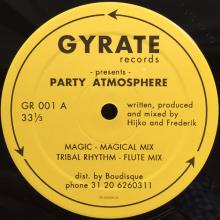 GYRATE
records
- presents -
PARTY ATMOSPHERE
GR 001 A
33⅓
written, produced
and mixed by
Hijko and Frederik
MAGIC - MAGICAL MIX
TRIBAL RHYTHM - FLUTE MIX
dist. by Boudisque
phone 31 20 6260311